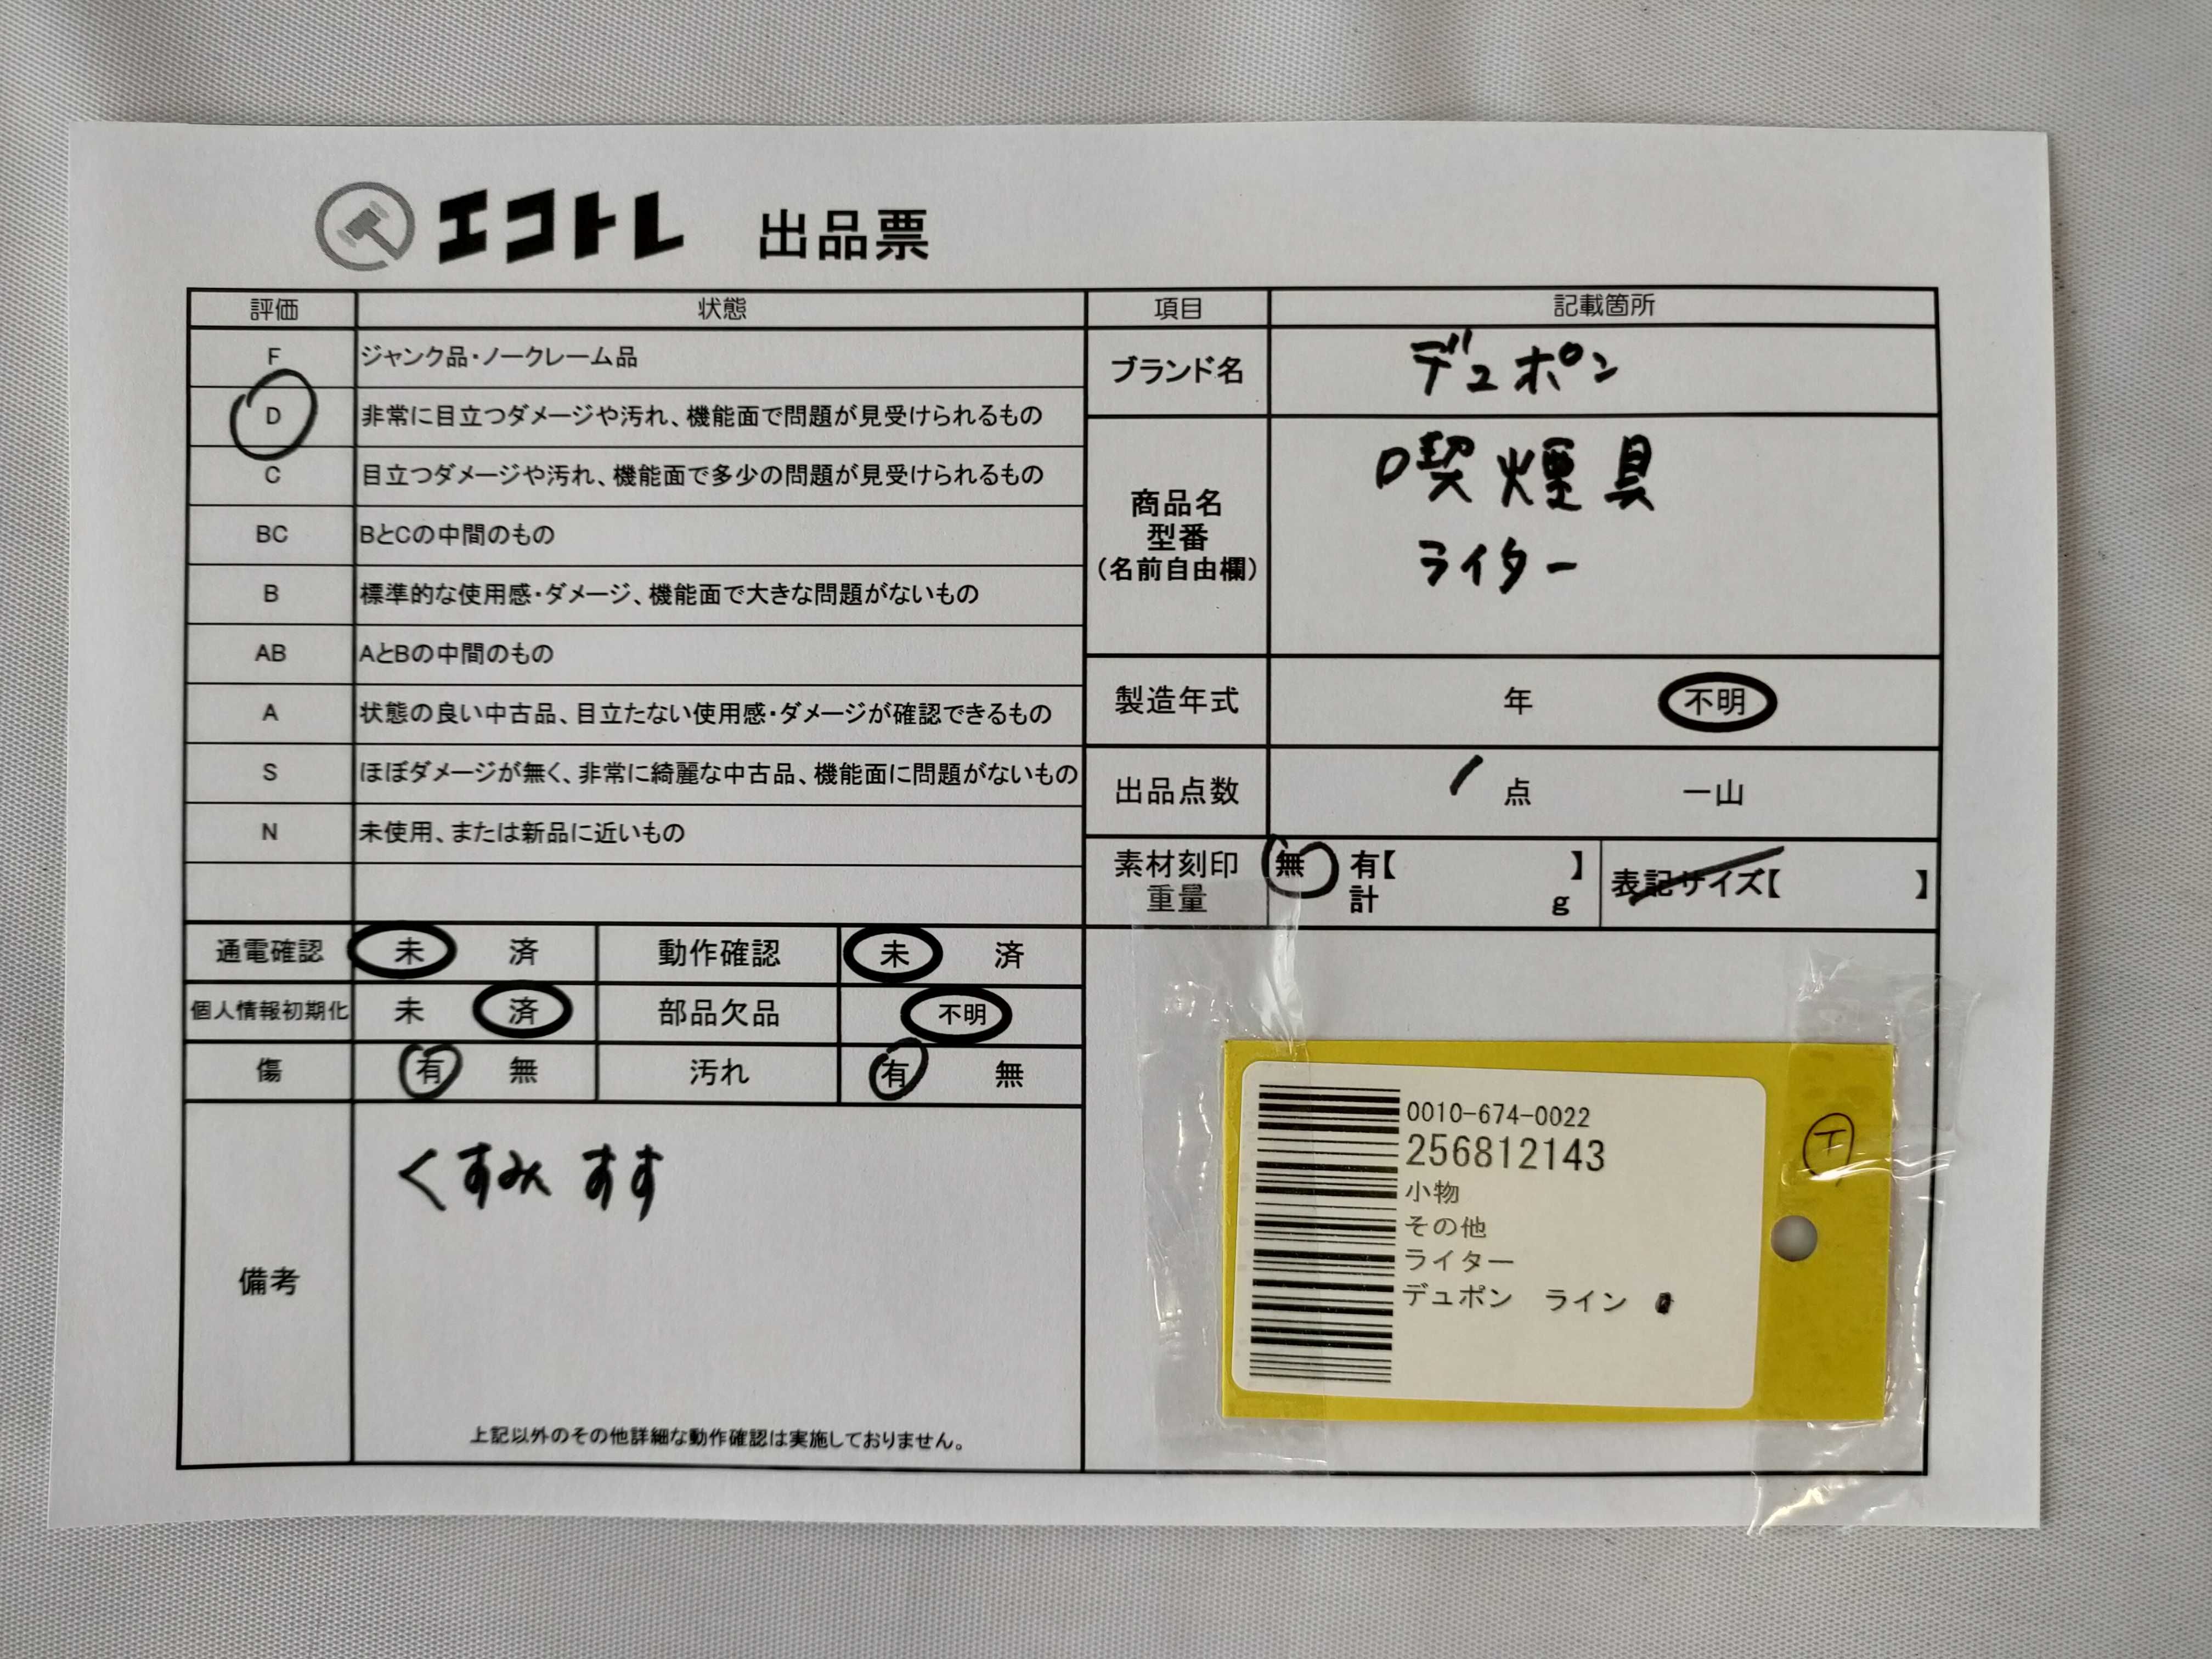 エコトレ 出品票
評価 状態
F ジャンク品・ノークレーム品
D 非常に目立つダメージや汚れ、機能面で問題が見受けられるもの
C 目立つダメージや汚れ、機能面で多少の問題が見受けられるもの
BC BとCの中間のもの
B 標準的な使用感・ダメージ、機能面で大きな問題がないもの
AB AとBの中間のもの
A 状態の良い中古品、目立たない使用感・ダメージが確認できるもの
S ほぼダメージが無く、非常に綺麗な中古品、機能面に問題がないもの
N 未使用、または新品に近いもの
通電確認 未 済 動作確認 未 済
個人情報初期化 未 済 部品欠品 不明
傷 有 無 汚れ 有 無
備考
くすみ すす
上記以外のその他詳細な動作確認は実施しておりません。
項目 記載箇所
ブランド名 デュポン
商品名
型番
(名前自由欄)
喫煙具
ライター
製造年式 年 不明
出品点数 1 点 一山
素材刻印 無 有【 】
重量 計 g
表記サイズ【 】
0010-674-0022
256812143
小物
その他
ライター
デュポン ライン